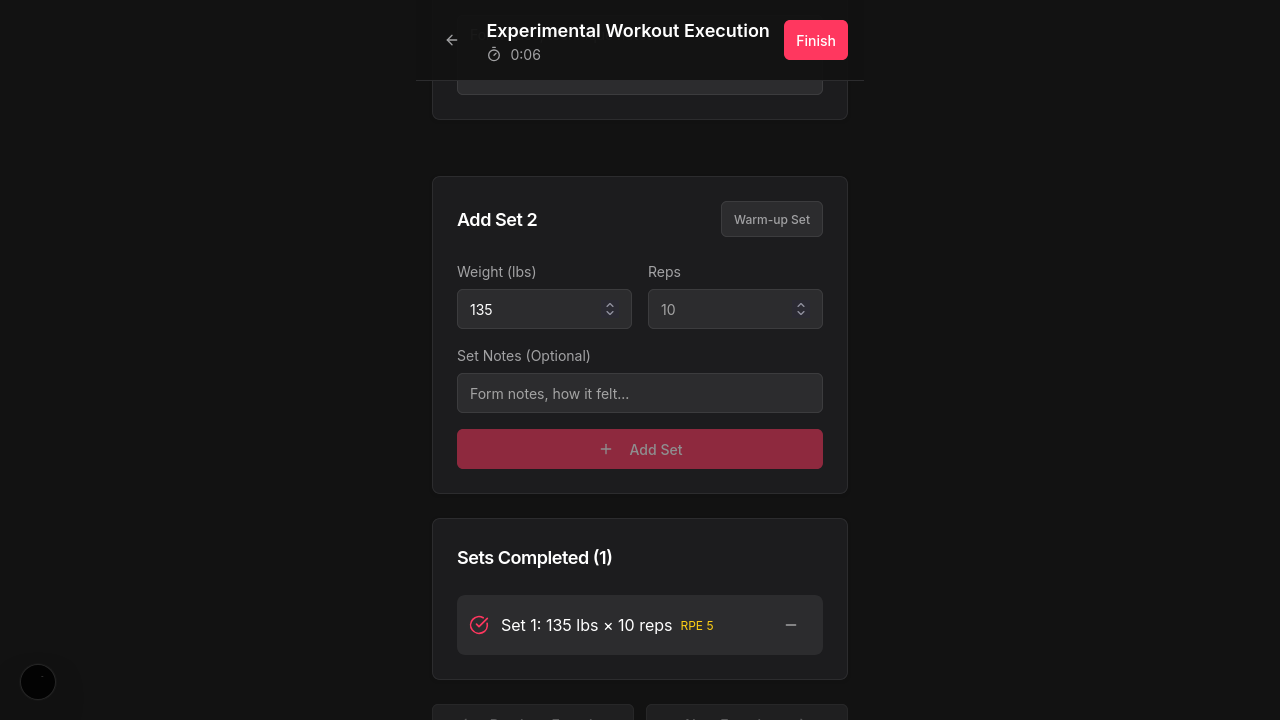 Experimental Workout Execution
0:06
Finish
Add Set 2
Warm-up Set
Weight (lbs)
Reps
135
10
Set Notes (Optional)
Form notes, how it felt...
Add Set
Sets Completed (1)
Set 1: 135 lbs × 10 reps RPE 5